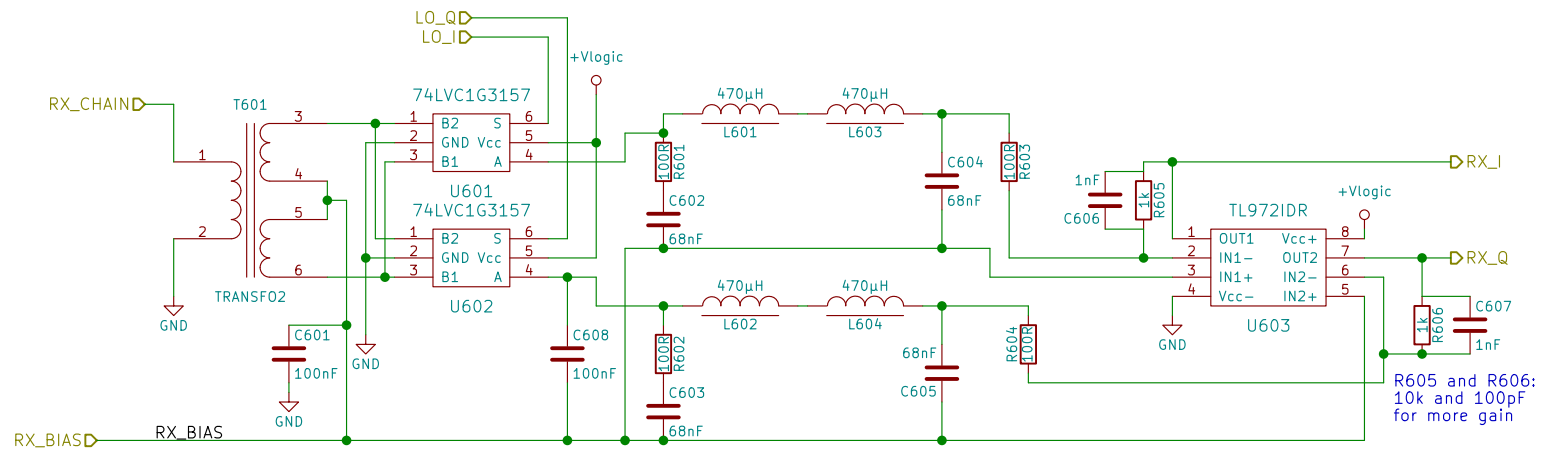 LO_Q
LO_I
+Vlogic
RX_CHAIN
T601
1
2
3
4
5
6
TRANSFO2
GND
74LVC1G3157
1 B2 S 6
2 GND Vcc 5
3 B1 A 4
U601
74LVC1G3157
1 B2 S 6
2 GND Vcc 5
3 B1 A 4
U602
GND
C601
100nF
GND
C608
100nF
470µH
L601
470µH
L603
100R
R601
C602
68nF
C604
68nF
100R
R603
470µH
L602
470µH
L604
100R
R602
C603
68nF
68nF
C605
R604
100R
1nF
C606
1k
R605
RX_I
+Vlogic
TL972IDR
1 OUT1 Vcc+ 8
2 IN1- OUT2 7
3 IN1+ IN2- 6
4 Vcc- IN2+ 5
U603
GND
RX_Q
1k
R606
C607
1nF
R605 and R606:
10k and 100pF
for more gain
RX_BIAS
RX_BIAS